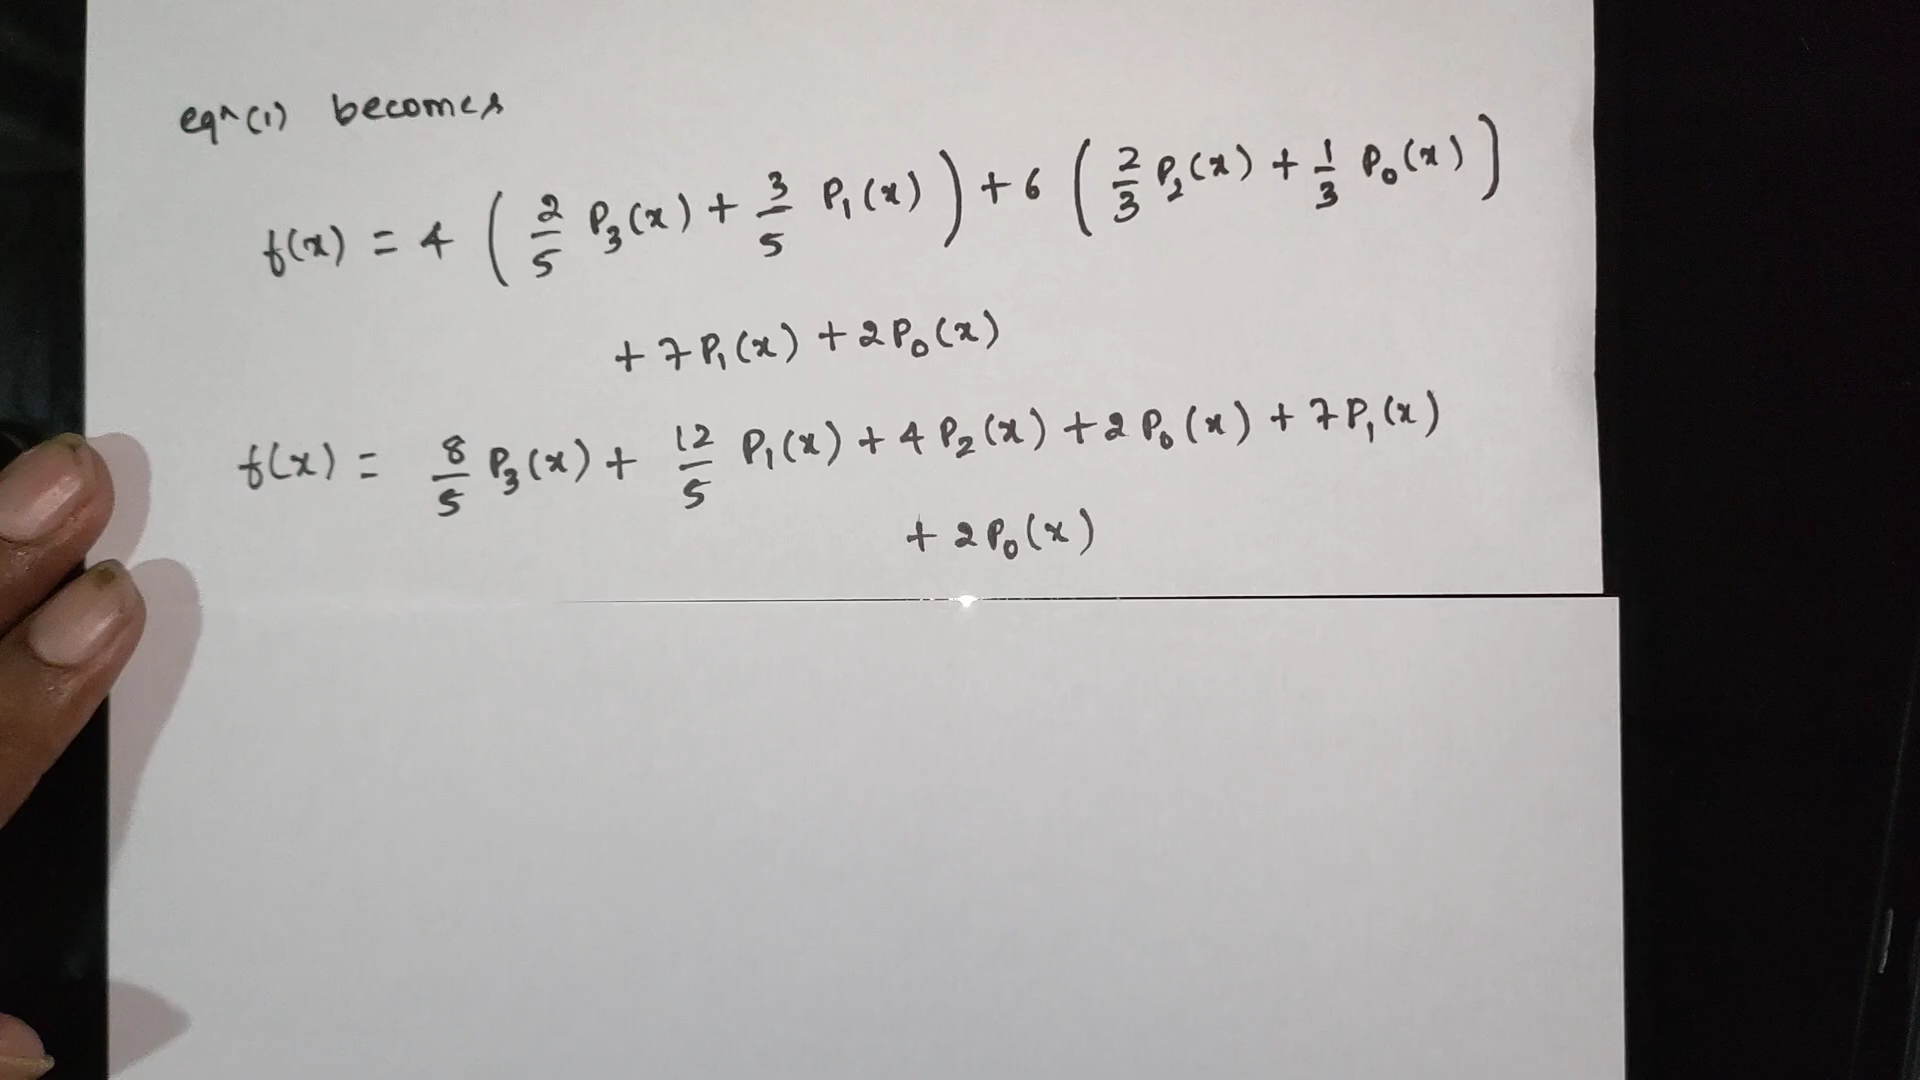 eqⁿ(1) becomes
f(x) = 4 ( 2/5 P₃(x) + 3/5 P₁(x) ) + 6 ( 2/3 P₂(x) + 1/3 P₀(x) )
+ 7 P₁(x) + 2 P₀(x)
f(x) = 8/5 P₃(x) + 12/5 P₁(x) + 4 P₂(x) + 2 P₀(x) + 7 P₁(x)
+ 2 P₀(x)